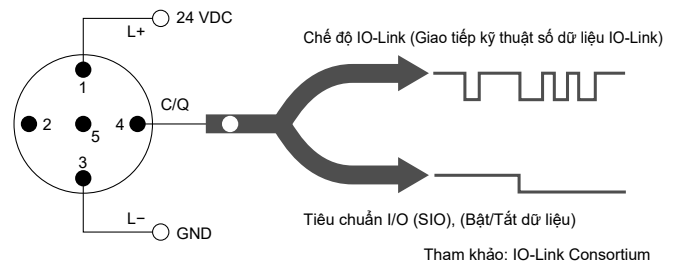 24 VDC
L+
Chế độ IO-Link (Giao tiếp kỹ thuật số dữ liệu IO-Link)
1
C/Q
2
5
4
3
L−
GND
Tiêu chuẩn I/O (SIO), (Bật/Tắt dữ liệu)
Tham khảo: IO-Link Consortium